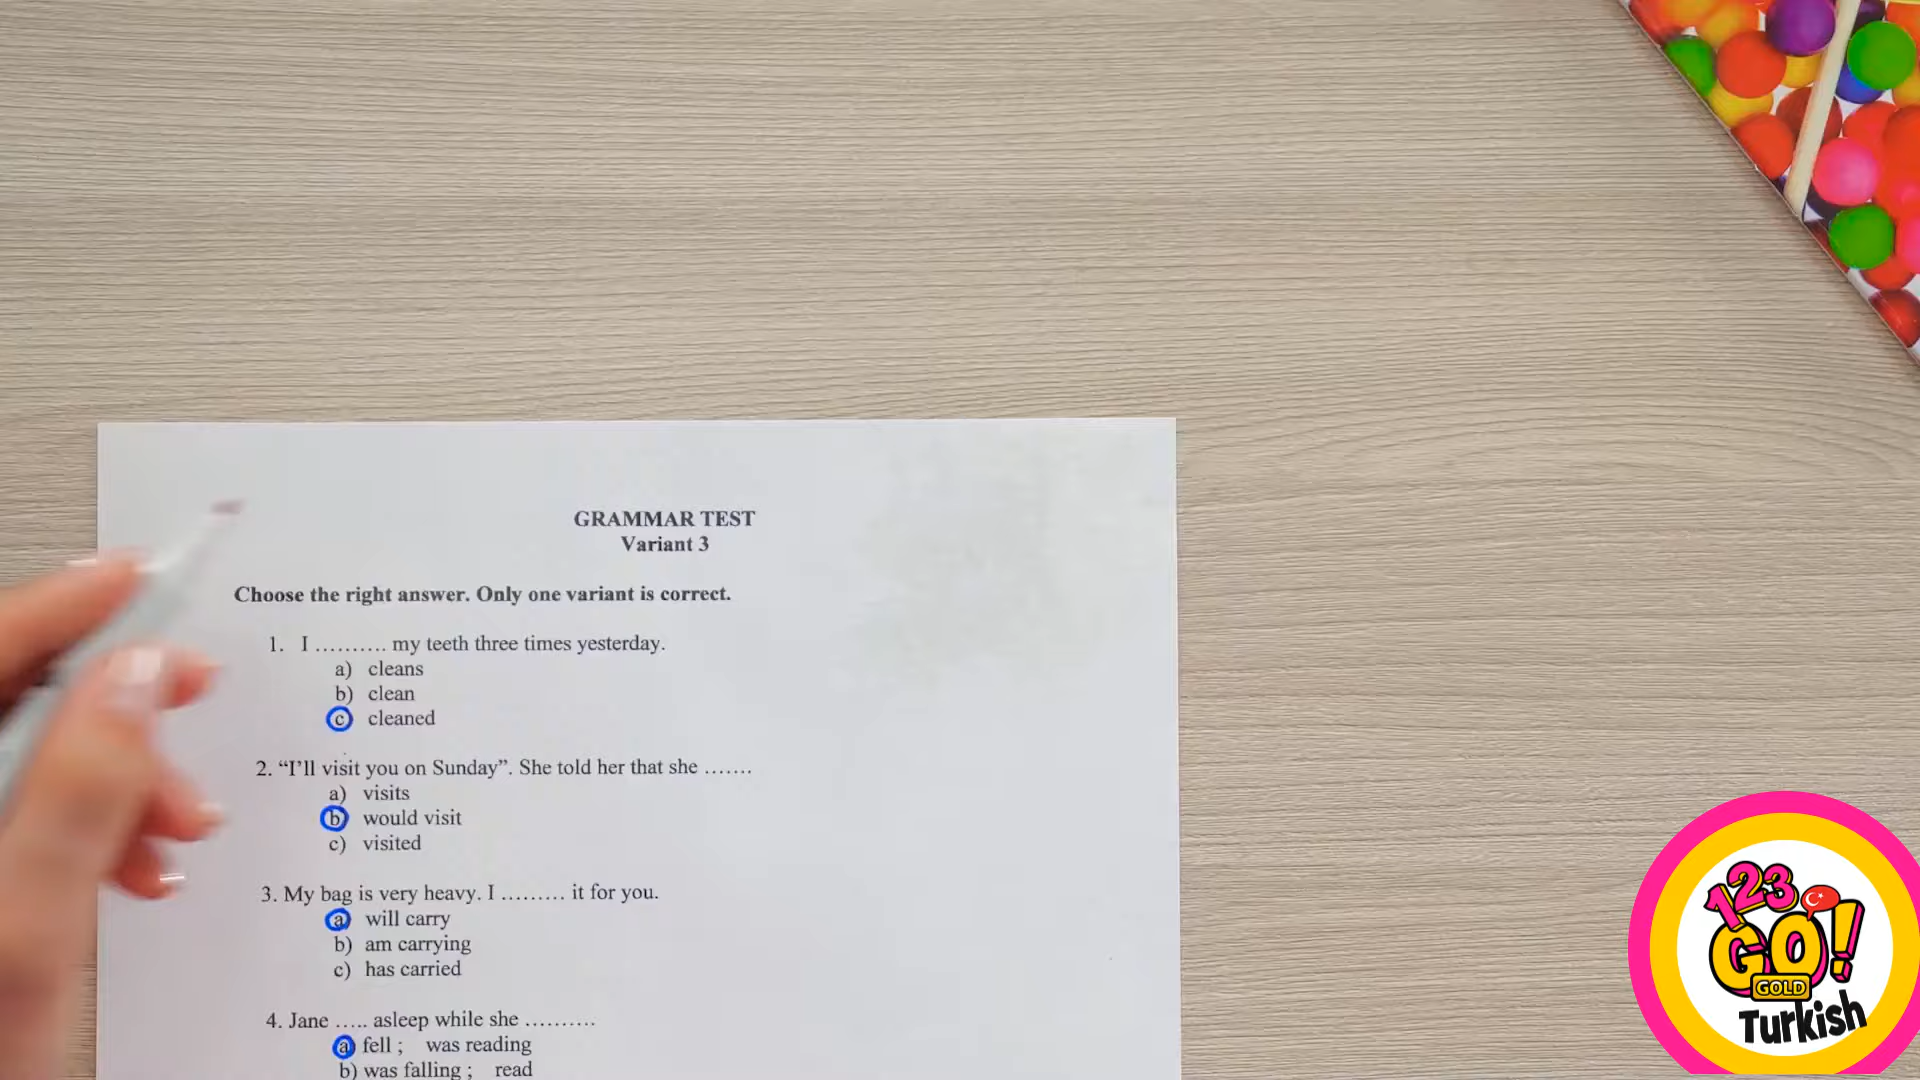 GRAMMAR TEST
Variant 3
Choose the right answer. Only one variant is correct.
1. I .......... my teeth three times yesterday.
a) cleans
b) clean
c) cleaned
2. “I’ll visit you on Sunday”. She told her that she .......
a) visits
b) would visit
c) visited
3. My bag is very heavy. I ......... it for you.
a) will carry
b) am carrying
c) has carried
4. Jane ..... asleep while she ..........
a) fell ; was reading
b) was falling ; read
123
GO!
GOLD
Turkish